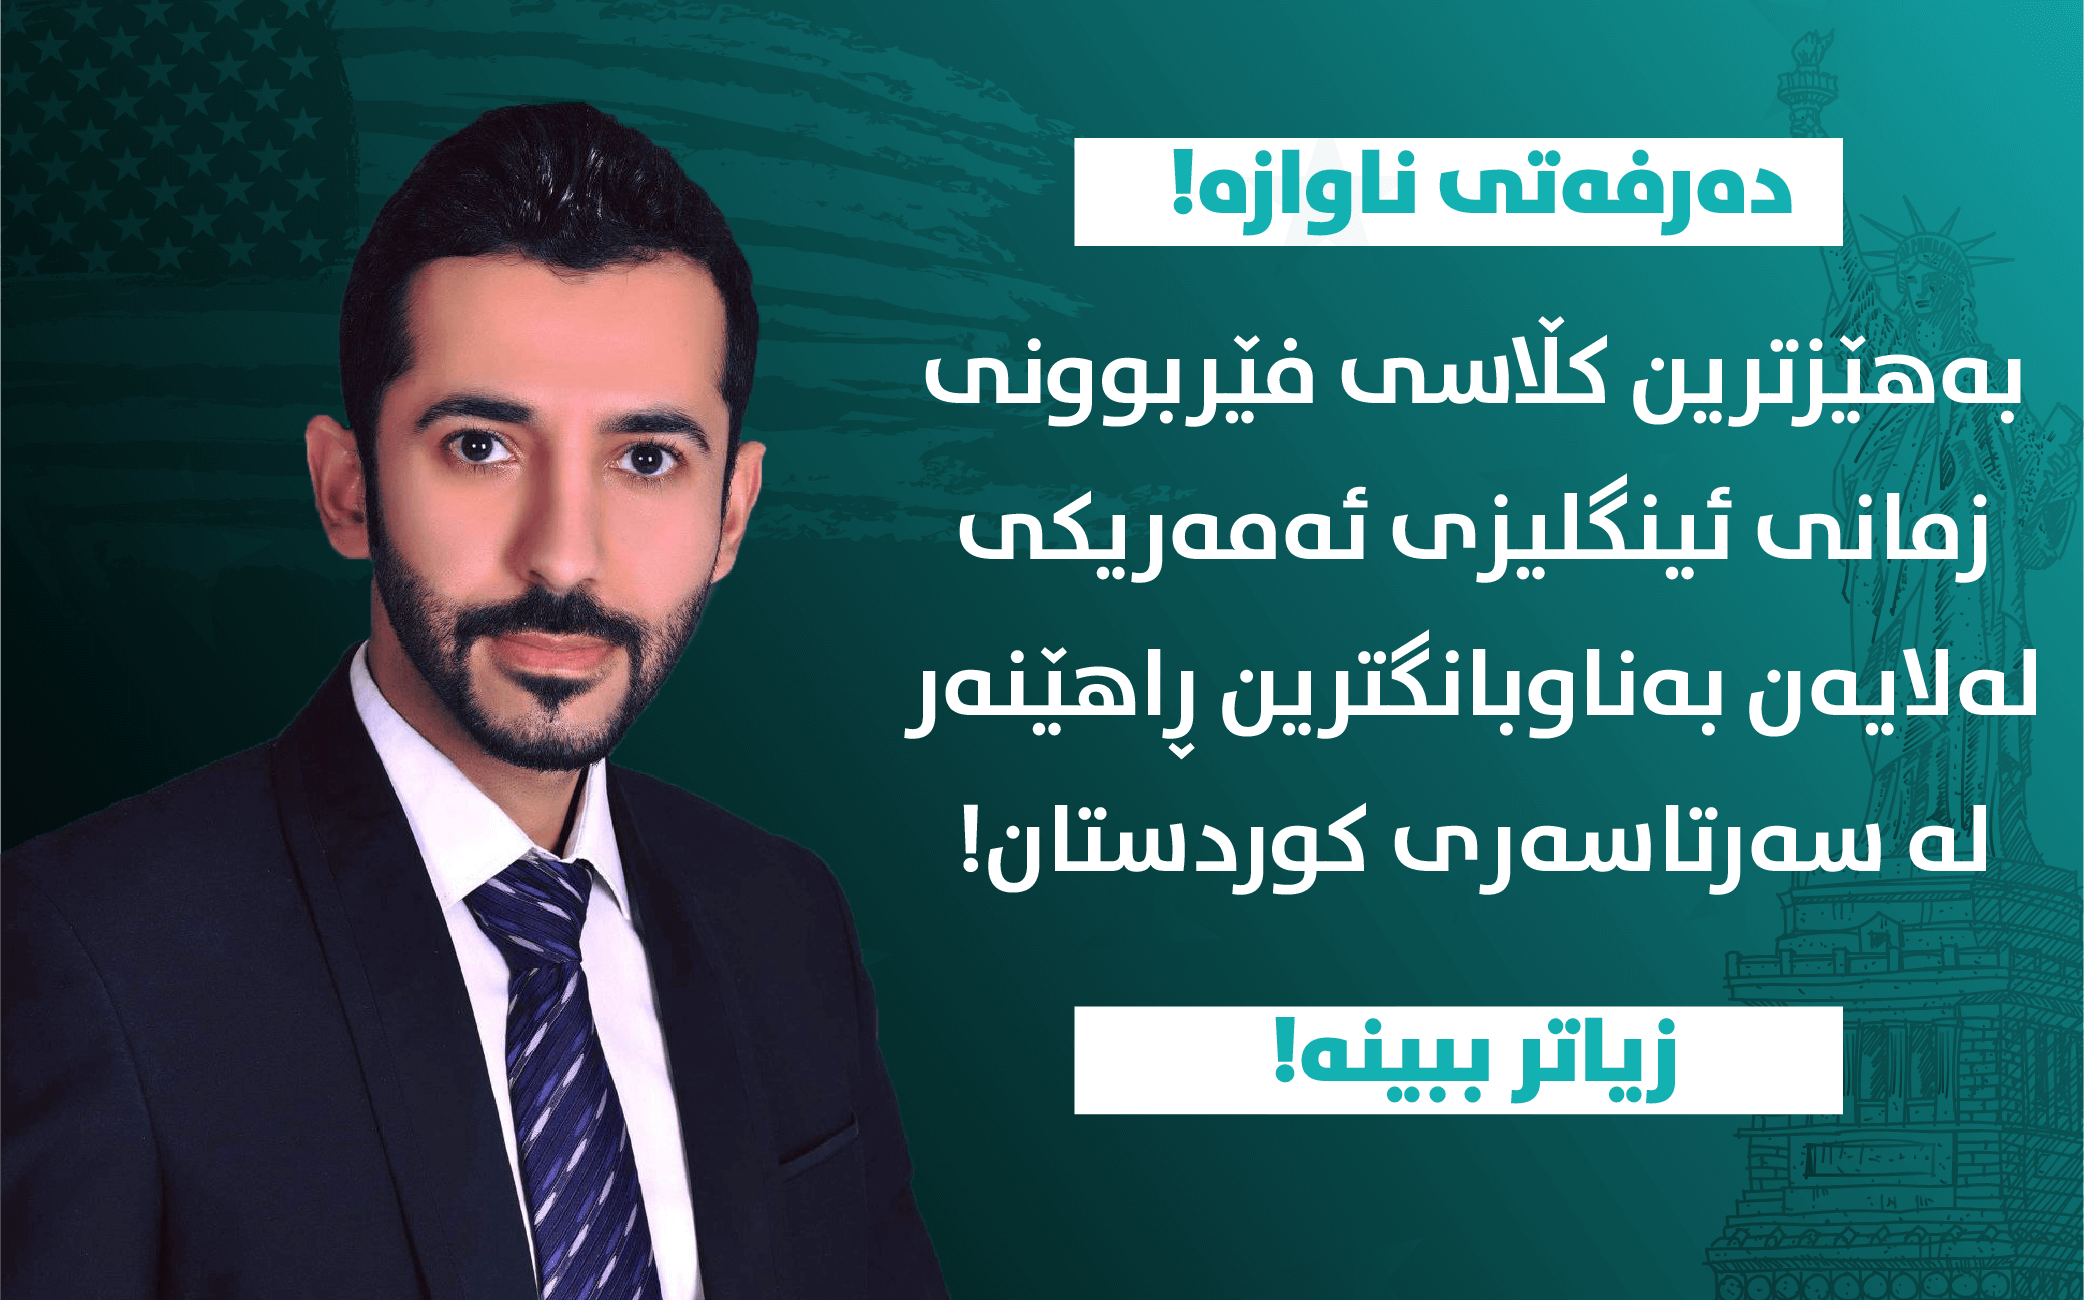 دەرفەتی ناوازە!
بەهێزترین کڵاسی فێربوونی
زمانی ئینگلیزی ئەمەریکی
لەلایەن بەناوبانگترین ڕاهێنەر
لە سەرتاسەری کوردستان!
زیاتر ببینە!